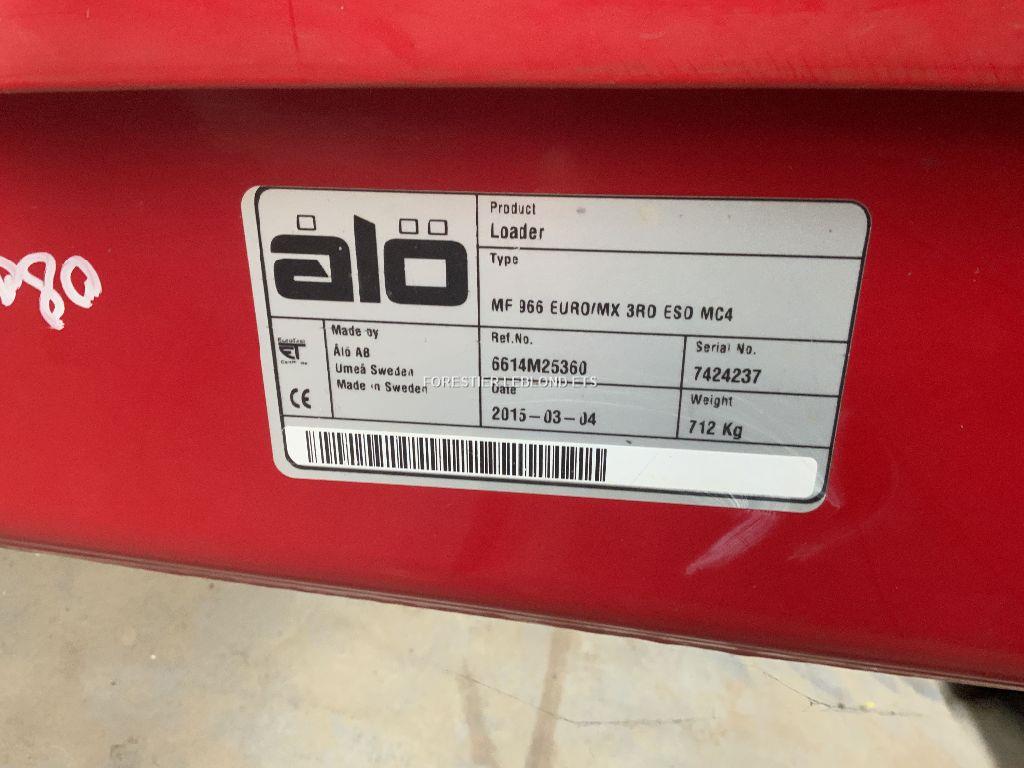 älö
Product
Loader
Type
MF 966 EURO/MX 3RD ESO MC4
Made by
Ålö AB
Umeå Sweden
Made in Sweden
CE
Ref.No.
6614M25360
Serial No.
7424237
Date
2015-03-04
Weight
712 Kg
FORESTIER LEBLOND ETS